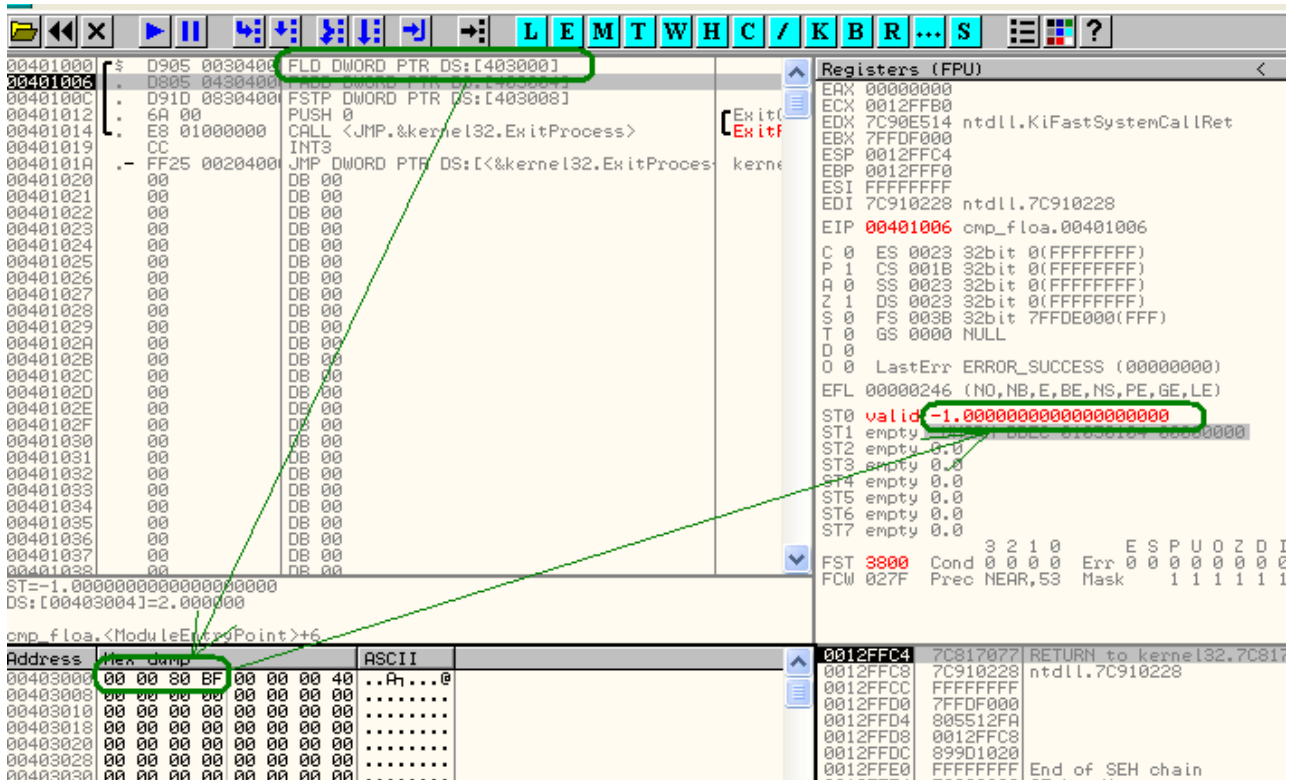 L E M T W H C / K B R ... S ?
00401000 $ D905 00304000 FLD DWORD PTR DS:[403000]
00401006 . D805 04304000 FADD DWORD PTR DS:[403004]
0040100C . D91D 08304000 FSTP DWORD PTR DS:[403008]
00401012 . 6A 00 PUSH 0
00401014 . E8 01000000 CALL <JMP.&kernel32.ExitProcess>
00401019 CC INT3
0040101A .- FF25 00204000 JMP DWORD PTR DS:[<&kernel32.ExitProces
kerne
00401020 00 DB 00
00401021 00 DB 00
00401022 00 DB 00
00401023 00 DB 00
00401024 00 DB 00
00401025 00 DB 00
00401026 00 DB 00
00401027 00 DB 00
00401028 00 DB 00
00401029 00 DB 00
0040102A 00 DB 00
0040102B 00 DB 00
0040102C 00 DB 00
0040102D 00 DB 00
0040102E 00 DB 00
0040102F 00 DB 00
00401030 00 DB 00
00401031 00 DB 00
00401032 00 DB 00
00401033 00 DB 00
00401034 00 DB 00
00401035 00 DB 00
00401036 00 DB 00
00401037 00 DB 00
00401038 00 DB 00
ST=-1.0000000000000000000
DS:[00403004]=2.000000
cmp_floa.<ModuleEntryPoint>+6
Registers (FPU) <
EAX 00000000
ECX 0012FFB0
EDX 7C90E514 ntdll.KiFastSystemCallRet
EBX 7FFDF000
ESP 0012FFC4
EBP 0012FFF0
ESI FFFFFFFF
EDI 7C910228 ntdll.7C910228
EIP 00401006 cmp_floa.00401006
C 0 ES 0023 32bit 0(FFFFFFFF)
P 1 CS 001B 32bit 0(FFFFFFFF)
A 0 SS 0023 32bit 0(FFFFFFFF)
Z 1 DS 0023 32bit 0(FFFFFFFF)
S 0 FS 003B 32bit 7FFDE000(FFF)
T 0 GS 0000 NULL
D 0
O 0 LastErr ERROR_SUCCESS (00000000)
EFL 00000246 (NO,NB,E,BE,NS,PE,GE,LE)
ST0 valid -1.0000000000000000000
ST1 empty
ST2 empty 0.0
ST3 empty 0.0
ST4 empty 0.0
ST5 empty 0.0
ST6 empty 0.0
ST7 empty 0.0
3 2 1 0 E S P U O Z D I
FST 3800 Cond 0 0 0 0 Err 0 0 0 0 0 0 0 0
FCW 027F Prec NEAR,53 Mask 1 1 1 1 1 1
Address Hex dump ASCII
00403000 00 00 80 BF 00 00 00 40 ..А┐...@
00403008 00 00 00 00 00 00 00 00 ........
00403010 00 00 00 00 00 00 00 00 ........
00403018 00 00 00 00 00 00 00 00 ........
00403020 00 00 00 00 00 00 00 00 ........
00403028 00 00 00 00 00 00 00 00 ........
00403030 00 00 00 00 00 00 00 00 ........
0012FFC4 7C817077 RETURN to kernel32.7C817
0012FFC8 7C910228 ntdll.7C910228
0012FFCC FFFFFFFF
0012FFD0 7FFDF000
0012FFD4 805512FA
0012FFD8 0012FFC8
0012FFDC 899D1020
0012FFE0 FFFFFFFF End of SEH chain